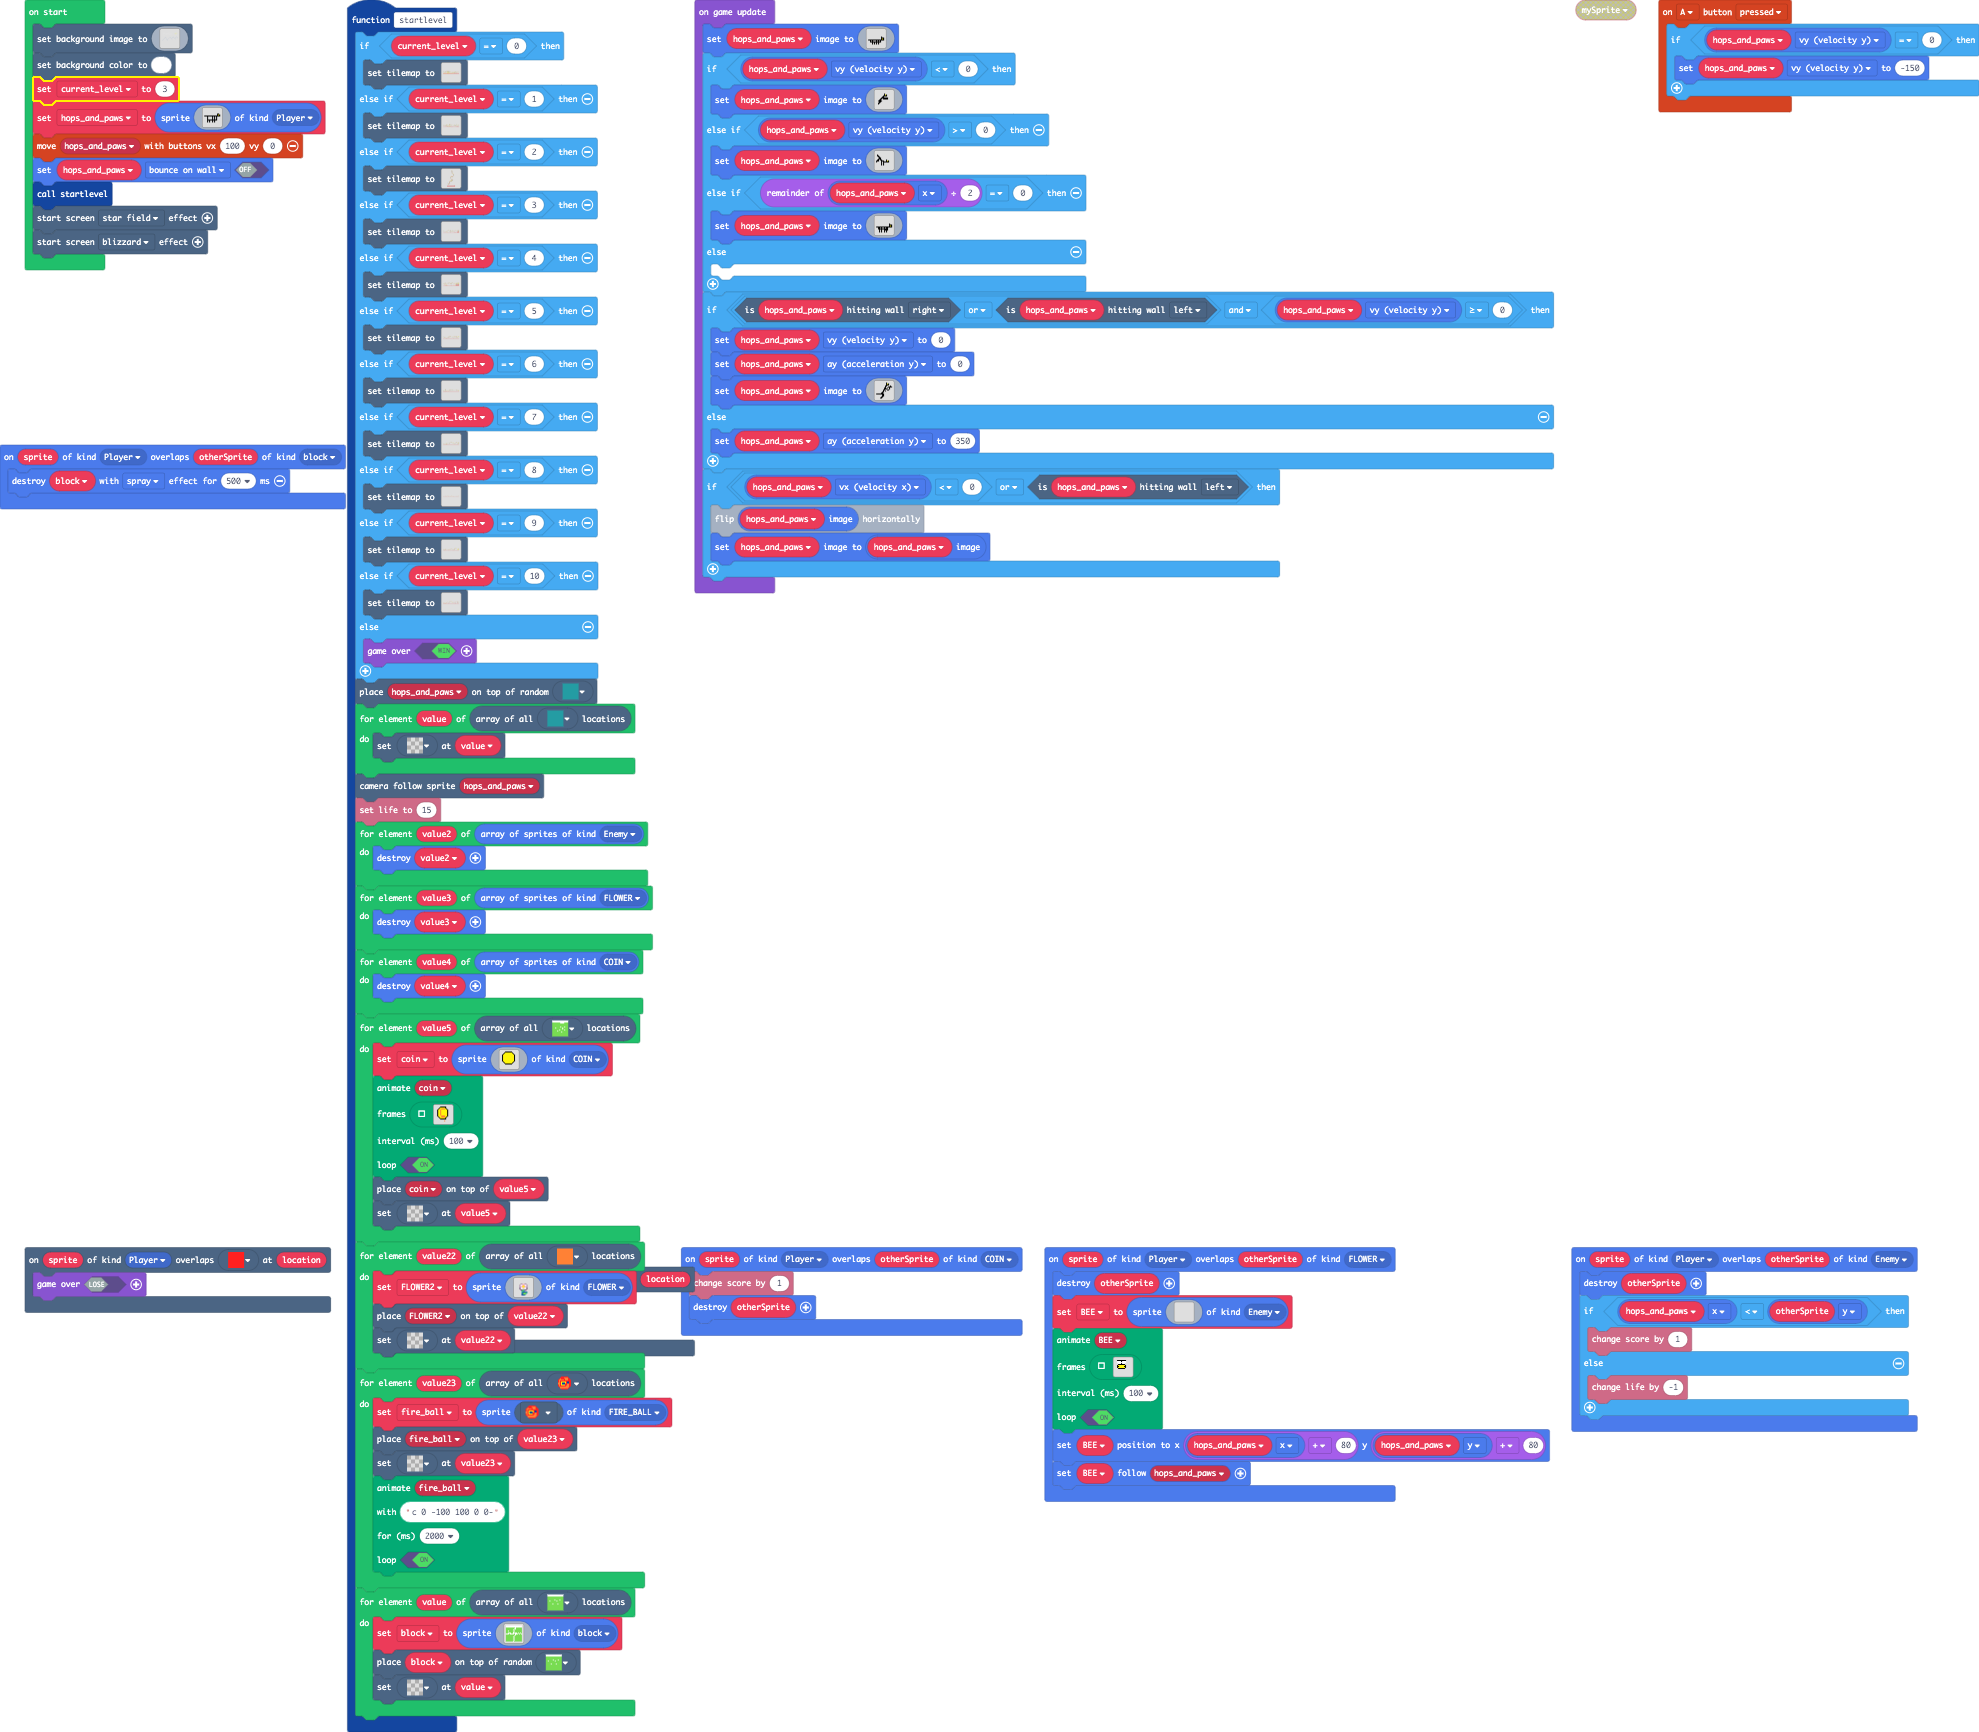 on start
set background image to
set background color to
set current_level to 3
set hops_and_paws to sprite of kind Player
move hops_and_paws with buttons vx 100 vy 0
set hops_and_paws bounce on wall OFF
call startlevel
start screen star field effect
start screen blizzard effect
on sprite of kind Player overlaps otherSprite of kind block
destroy block with spray effect for 500 ms
on sprite of kind Player overlaps at location
game over LOSE
function startlevel
if current_level = 0 then
set tilemap to
else if current_level = 1 then
set tilemap to
else if current_level = 2 then
set tilemap to
else if current_level = 3 then
set tilemap to
else if current_level = 4 then
set tilemap to
else if current_level = 5 then
set tilemap to
else if current_level = 6 then
set tilemap to
else if current_level = 7 then
set tilemap to
else if current_level = 8 then
set tilemap to
else if current_level = 9 then
set tilemap to
else if current_level = 10 then
set tilemap to
else
game over WIN
place hops_and_paws on top of random
for element value of array of all locations
do set at value
camera follow sprite hops_and_paws
set life to 15
for element value2 of array of sprites of kind Enemy
do destroy value2
for element value3 of array of sprites of kind FLOWER
do destroy value3
for element value4 of array of sprites of kind COIN
do destroy value4
for element value5 of array of all locations
do set coin to sprite of kind COIN
animate coin
frames
interval (ms) 100
loop ON
place coin on top of value5
set at value5
for element value22 of array of all locations
do set FLOWER2 to sprite of kind FLOWER
location
place FLOWER2 on top of value22
set at value22
for element value23 of array of all locations
do set fire_ball to sprite of kind FIRE_BALL
place fire_ball on top of value23
set at value23
animate fire_ball
with "c 0 -100 100 0 0-"
for (ms) 2000
loop ON
for element value of array of all locations
do set block to sprite of kind block
place block on top of random
set at value
on game update
set hops_and_paws image to
if hops_and_paws vy (velocity y) < 0 then
set hops_and_paws image to
else if hops_and_paws vy (velocity y) > 0 then
set hops_and_paws image to
else if remainder of hops_and_paws x ÷ 2 = 0 then
set hops_and_paws image to
else
if is hops_and_paws hitting wall right or is hops_and_paws hitting wall left and hops_and_paws vy (velocity y) ≥ 0 then
set hops_and_paws vy (velocity y) to 0
set hops_and_paws ay (acceleration y) to 0
set hops_and_paws image to
else
set hops_and_paws ay (acceleration y) to 350
if hops_and_paws vx (velocity x) < 0 or is hops_and_paws hitting wall left then
flip hops_and_paws image horizontally
set hops_and_paws image to hops_and_paws image
mySprite
on A button pressed
if hops_and_paws vy (velocity y) = 0 then
set hops_and_paws vy (velocity y) to -150
on sprite of kind Player overlaps otherSprite of kind COIN
change score by 1
destroy otherSprite
on sprite of kind Player overlaps otherSprite of kind FLOWER
destroy otherSprite
set BEE to sprite of kind Enemy
animate BEE
frames
interval (ms) 100
loop ON
set BEE position to x hops_and_paws x + 80 y hops_and_paws y + 80
set BEE follow hops_and_paws
on sprite of kind Player overlaps otherSprite of kind Enemy
destroy otherSprite
if hops_and_paws x < otherSprite y then
change score by 1
else
change life by -1